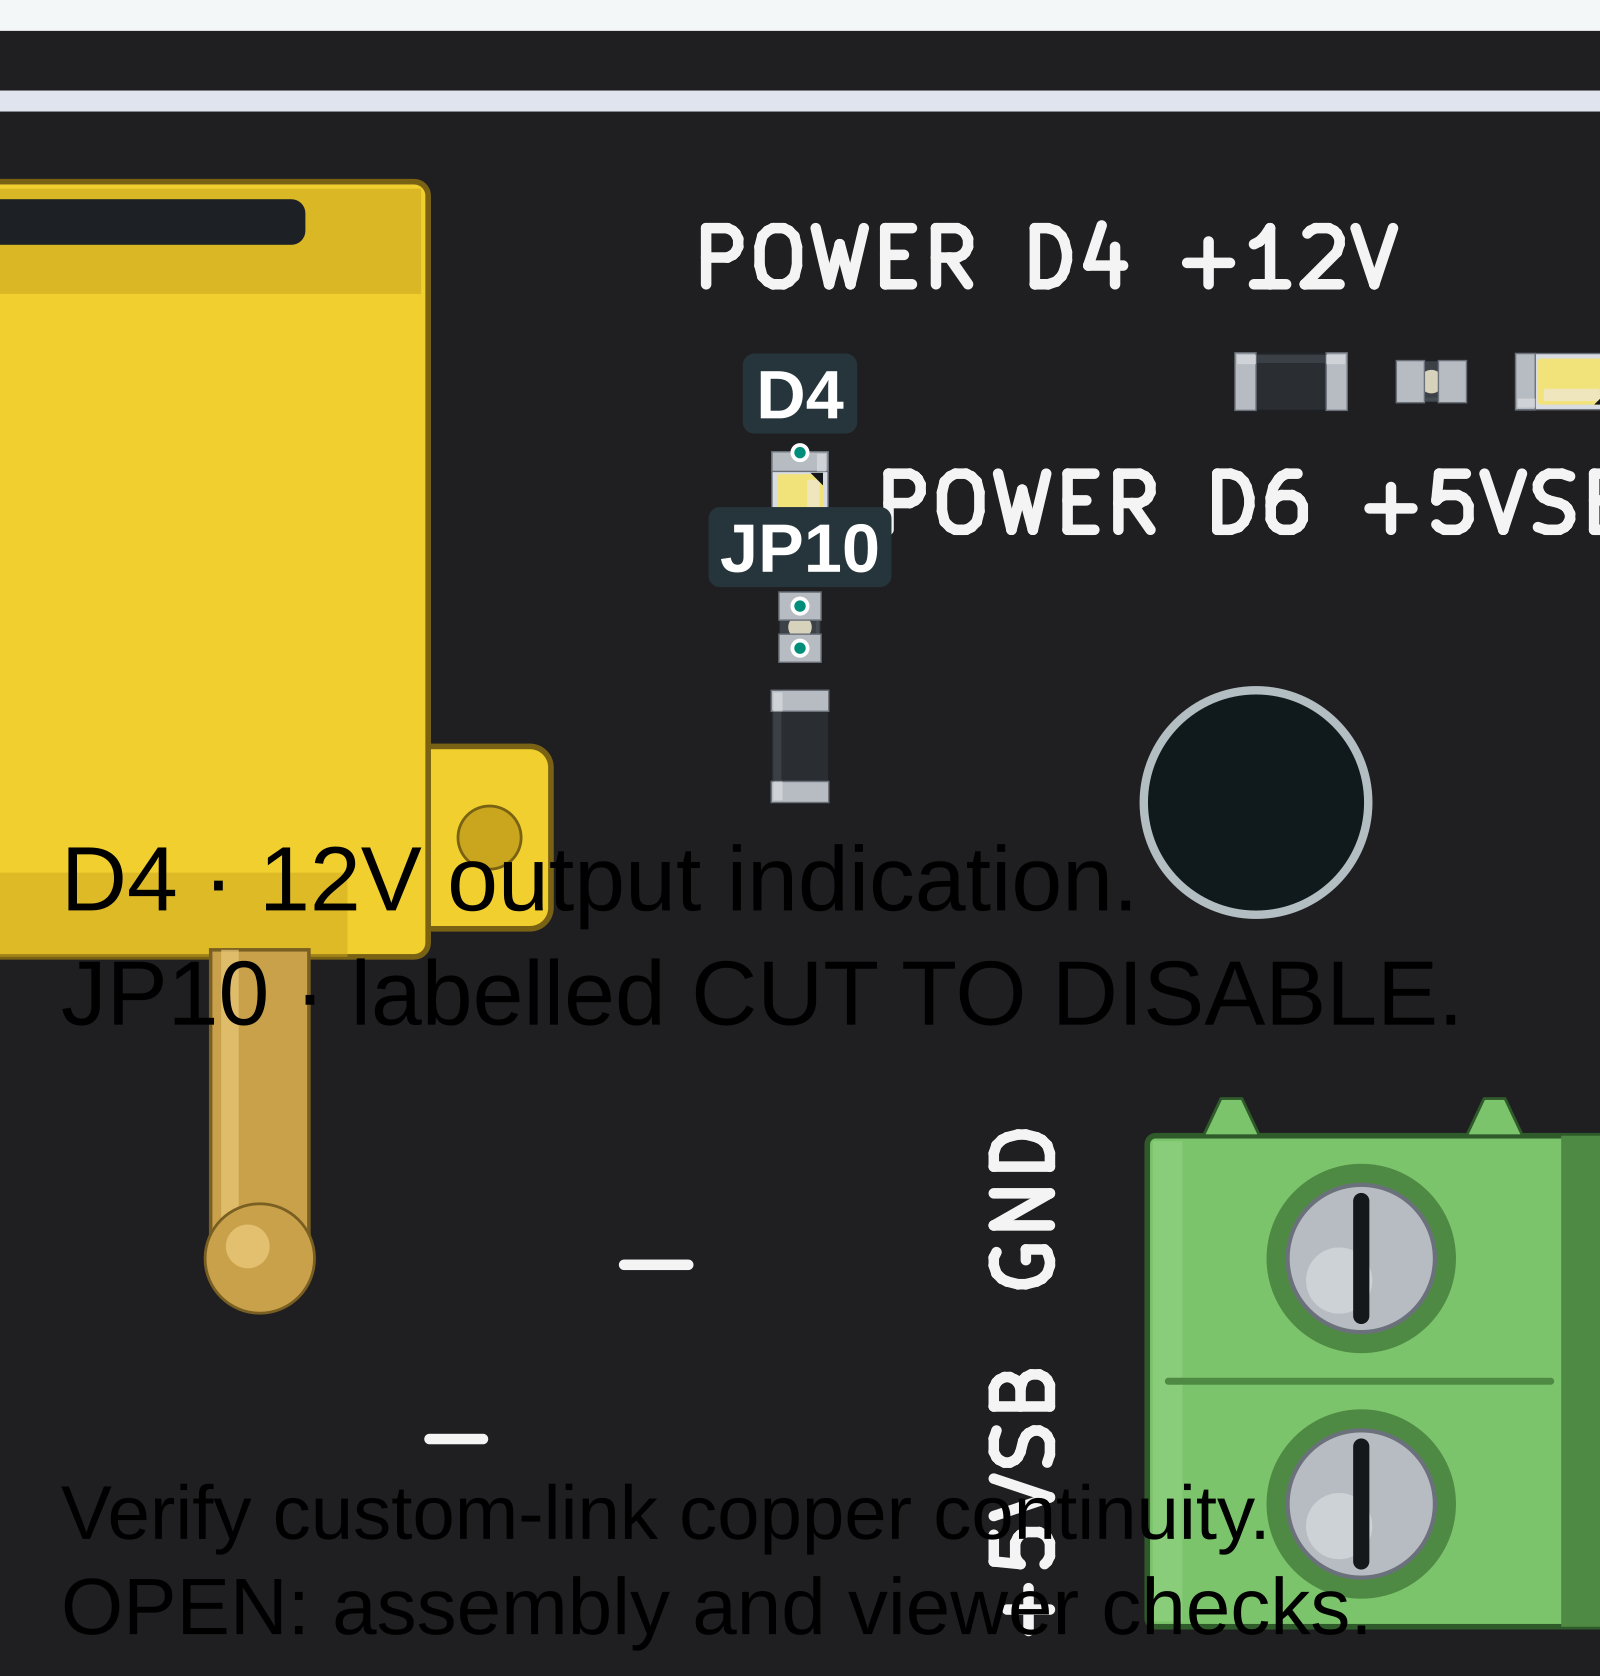 POWER D4 +12V
D4
POWER D6 +5VSB
JP10
D4 · 12V output indication.
JP10 · labelled CUT TO DISABLE.
GND
+5VSB
Verify custom-link copper continuity.
OPEN: assembly and viewer checks.